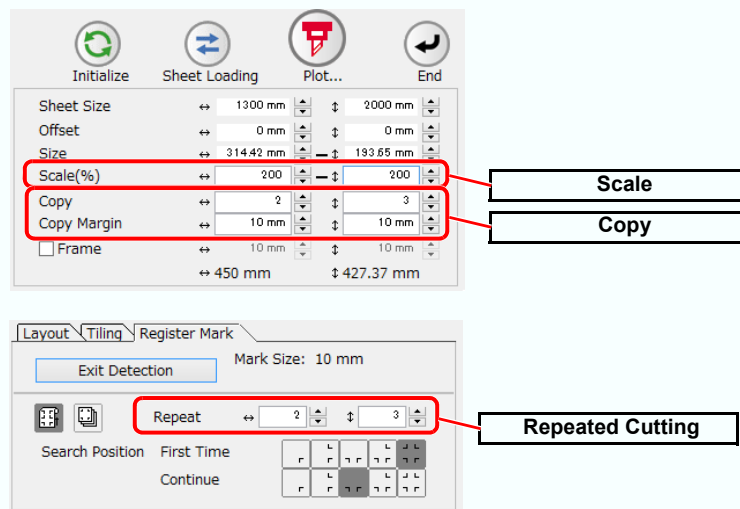 Initialize Sheet Loading Plot... End
Sheet Size ↔ 1300 mm ↕ 2000 mm
Offset ↔ 0 mm ↕ 0 mm
Size ↔ 314.42 mm ↕ 193.65 mm
Scale(%) ↔ 200 ↕ 200
Scale
Copy ↔ 2 ↕ 3
Copy
Copy Margin ↔ 10 mm ↕ 10 mm
Frame ↔ 10 mm ↕ 10 mm
↔ 450 mm ↕ 427.37 mm
Layout Tiling Register Mark
Exit Detection Mark Size: 10 mm
Repeat ↔ 2 ↕ 3
Repeated Cutting
Search Position First Time
Continue